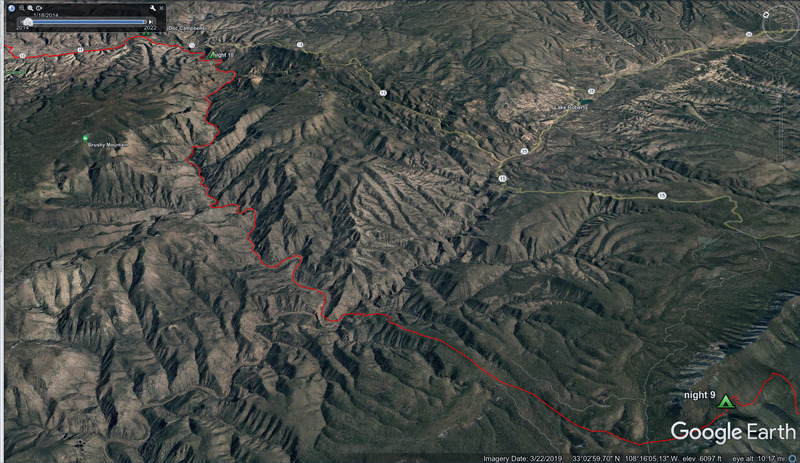 1/18/2014
2014
2022
Doc Campbell's
night 10
15
35
Brushy Mountain
Lake Roberts
35
35
15
15
night 9
Google Earth
Imagery Date: 3/22/2019 33°02'59.70" N 108°16'05.13" W elev 6097 ft eye alt 10.17 mi